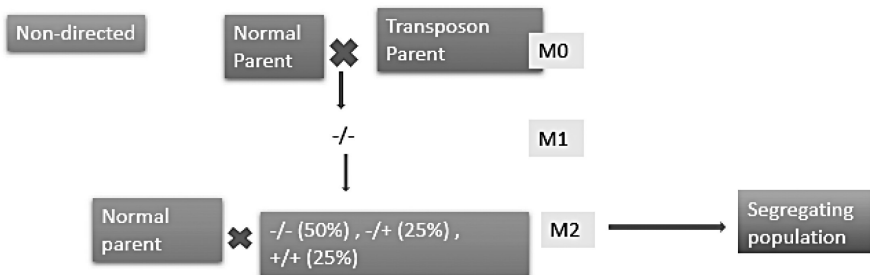 Non-directed
Normal
Parent
Transposon
Parent
M0
-/-
M1
Normal
parent
-/- (50%) , -/+ (25%) ,
+/+ (25%)
M2
Segregating
population